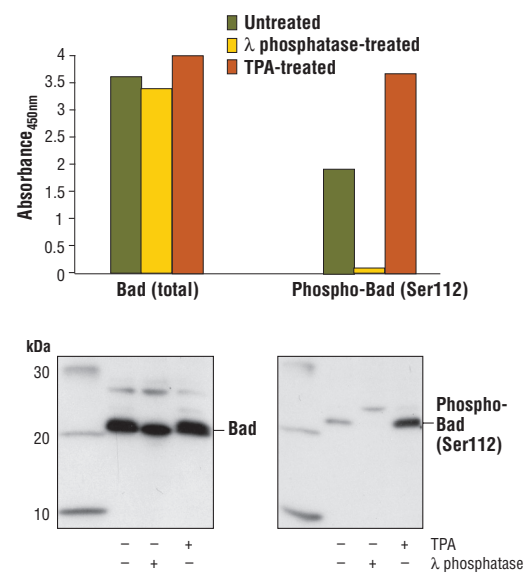 Untreated
λ phosphatase-treated
TPA-treated
Absorbance450nm
4
3.5
3
2.5
2
1.5
1
0.5
0
Bad (total)
Phospho-Bad (Ser112)
kDa
30
20
10
Bad
Phospho-
Bad
(Ser112)
– – + – – + TPA
– + – – + – λ phosphatase